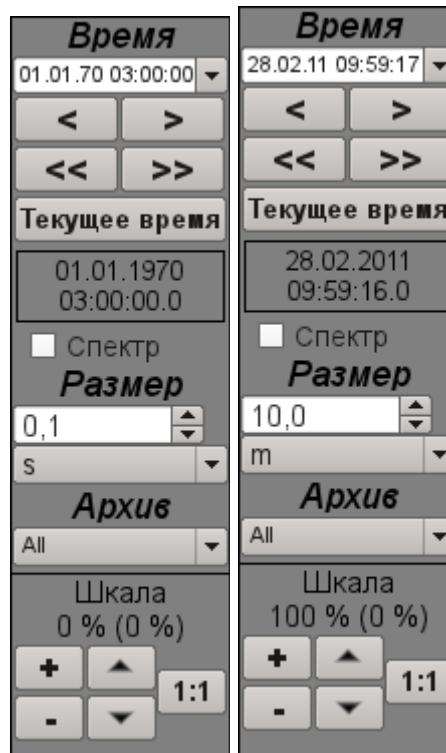 Время
01.01.70 03:00:00
< >
<< >>
Текущее время
01.01.1970
03:00:00.0
Спектр
Размер
0,1
s
Архив
All
Шкала
0 % (0 %)
+
1:1
-
Время
28.02.11 09:59:17
< >
<< >>
Текущее время
28.02.2011
09:59:16.0
Спектр
Размер
10,0
m
Архив
All
Шкала
100 % (0 %)
+
1:1
-